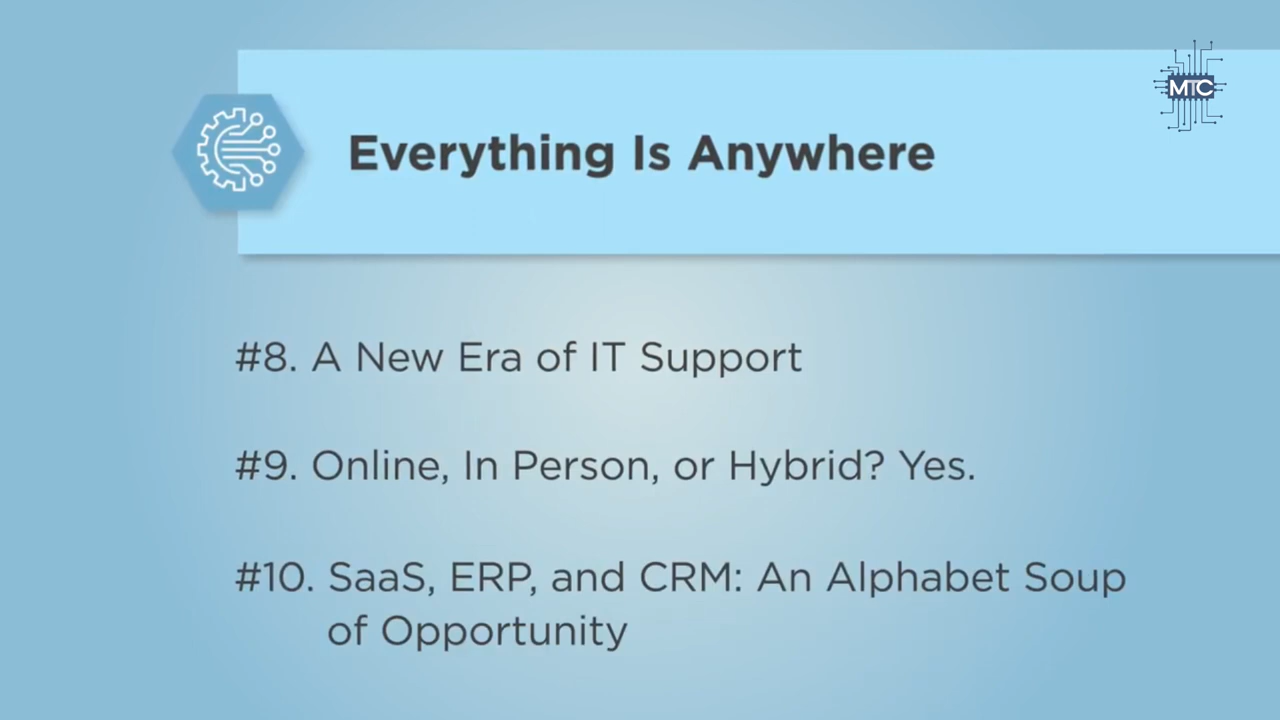 MTC
Everything Is Anywhere
#8. A New Era of IT Support
#9. Online, In Person, or Hybrid? Yes.
#10. SaaS, ERP, and CRM: An Alphabet Soup
of Opportunity